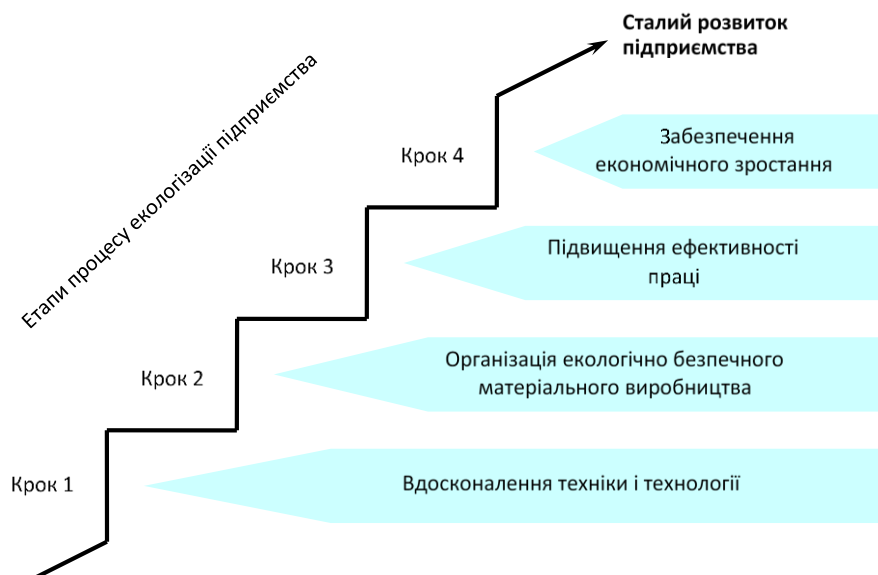 Сталий розвиток
підприємства
Етапи процесу екологізації підприємства
Крок 4
Забезпечення
економічного зростання
Крок 3
Підвищення ефективності
праці
Крок 2
Організація екологічно безпечного
матеріального виробництва
Крок 1
Вдосконалення техніки і технології